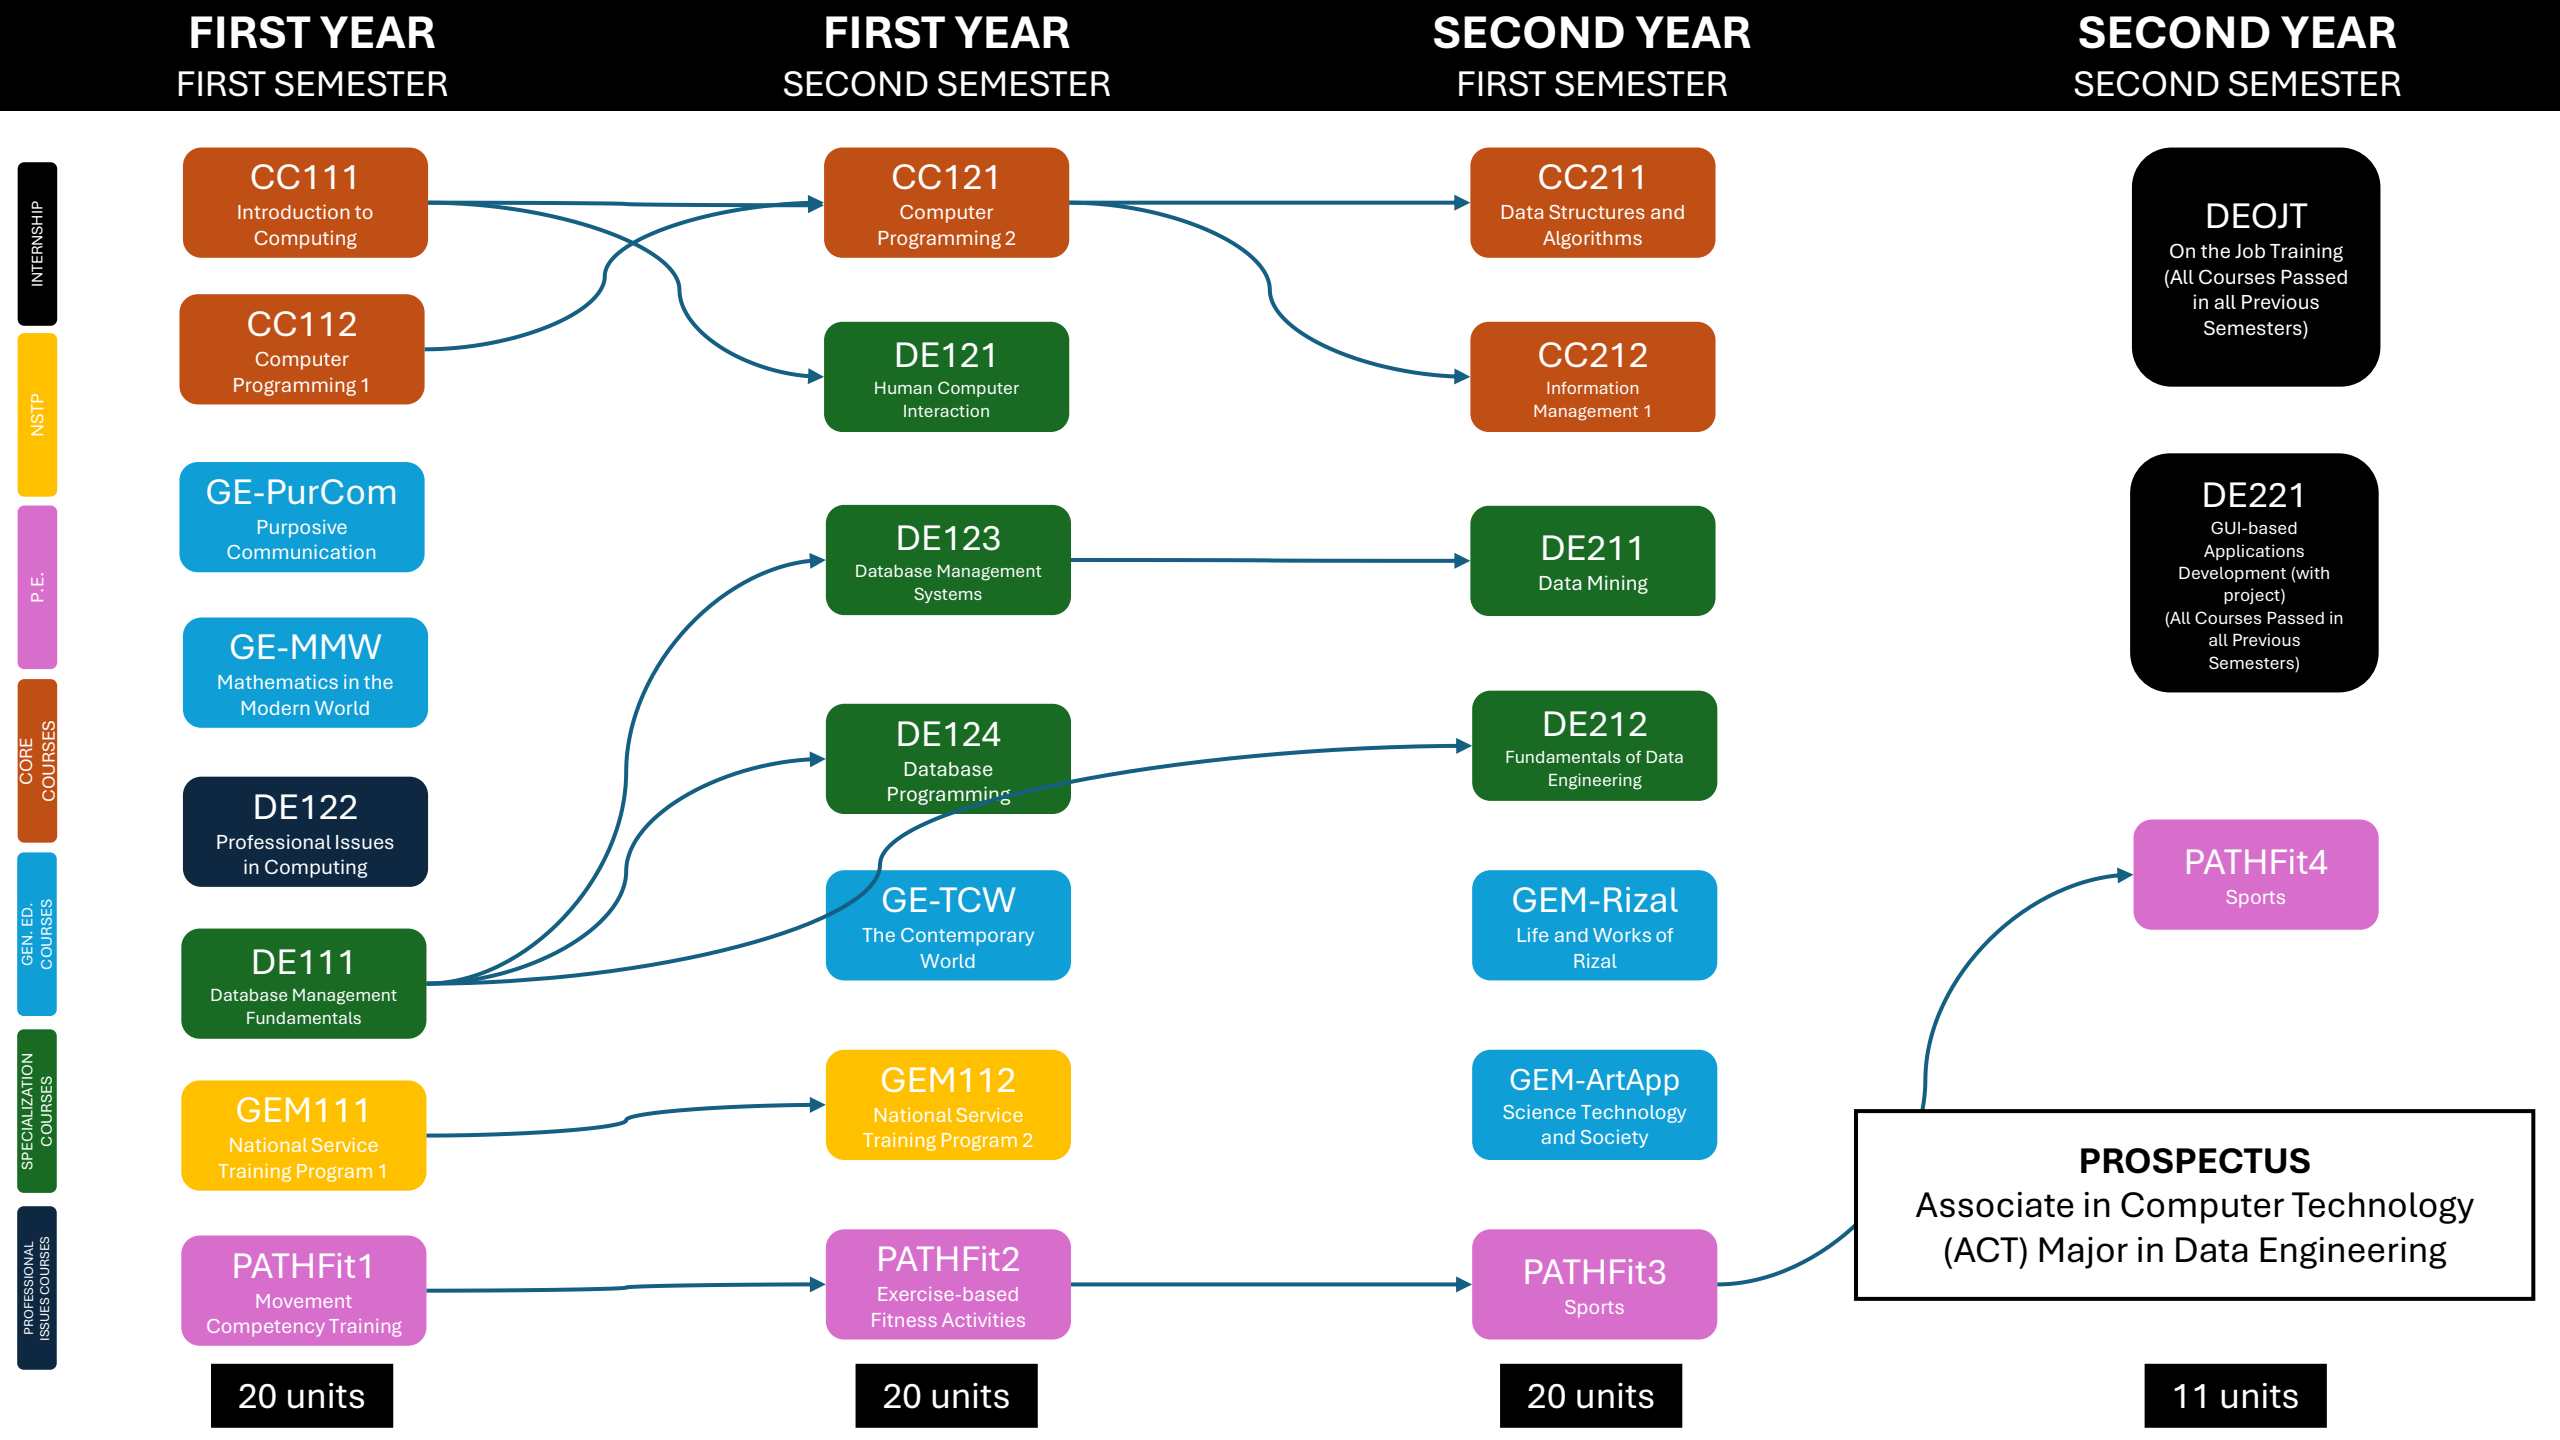 FIRST YEAR
FIRST SEMESTER
FIRST YEAR
SECOND SEMESTER
SECOND YEAR
FIRST SEMESTER
SECOND YEAR
SECOND SEMESTER
INTERNSHIP
NSTP
P.E.
CORE
COURSES
GEN. ED.
COURSES
SPECIALIZATION
COURSES
PROFESSIONAL
ISSUES COURSES
CC111
Introduction to
Computing
CC112
Computer
Programming 1
GE-PurCom
Purposive
Communication
GE-MMW
Mathematics in the
Modern World
DE122
Professional Issues
in Computing
DE111
Database Management
Fundamentals
GEM111
National Service
Training Program 1
PATHFit1
Movement
Competency Training
20 units
CC121
Computer
Programming 2
DE121
Human Computer
Interaction
DE123
Database Management
Systems
DE124
Database
Programming
GE-TCW
The Contemporary
World
GEM112
National Service
Training Program 2
PATHFit2
Exercise-based
Fitness Activities
20 units
CC211
Data Structures and
Algorithms
CC212
Information
Management 1
DE211
Data Mining
DE212
Fundamentals of Data
Engineering
GEM-Rizal
Life and Works of
Rizal
GEM-ArtApp
Science Technology
and Society
PATHFit3
Sports
20 units
DEOJT
On the Job Training
(All Courses Passed
in all Previous
Semesters)
DE221
GUI-based
Applications
Development (with
project)
(All Courses Passed in
all Previous
Semesters)
PATHFit4
Sports
PROSPECTUS
Associate in Computer Technology
(ACT) Major in Data Engineering
11 units